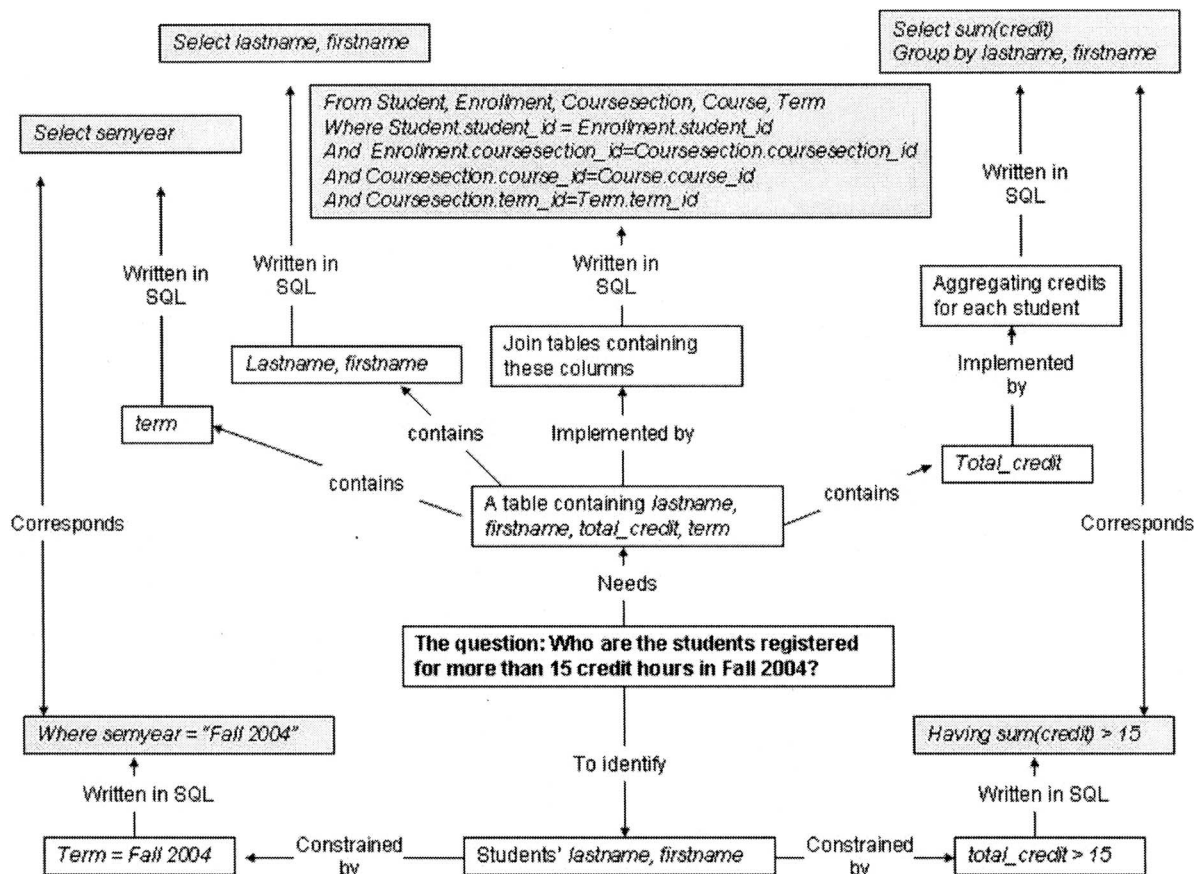 Select lastname, firstname
Select sum(credit)
Group by lastname, firstname
From Student, Enrollment, Coursesection, Course, Term
Where Student.student_id = Enrollment.student_id
And Enrollment.coursesection_id=Coursesection.coursesection_id
And Coursesection.course_id=Course.course_id
And Coursesection.term_id=Term.term_id
Select semyear
Written in
SQL
Written in
SQL
Written in
SQL
Written in
SQL
Aggregating credits
for each student
Join tables containing
these columns
Lastname, firstname
Implemented
by
term
contains
Implemented by
Total_credit
contains
contains
A table containing lastname,
firstname, total_credit, term
Corresponds
Corresponds
Needs
The question: Who are the students registered
for more than 15 credit hours in Fall 2004?
Where semyear = "Fall 2004"
Having sum(credit) > 15
To identify
Written in SQL
Written in SQL
Term = Fall 2004
Constrained
by
Students' lastname, firstname
Constrained
by
total_credit > 15